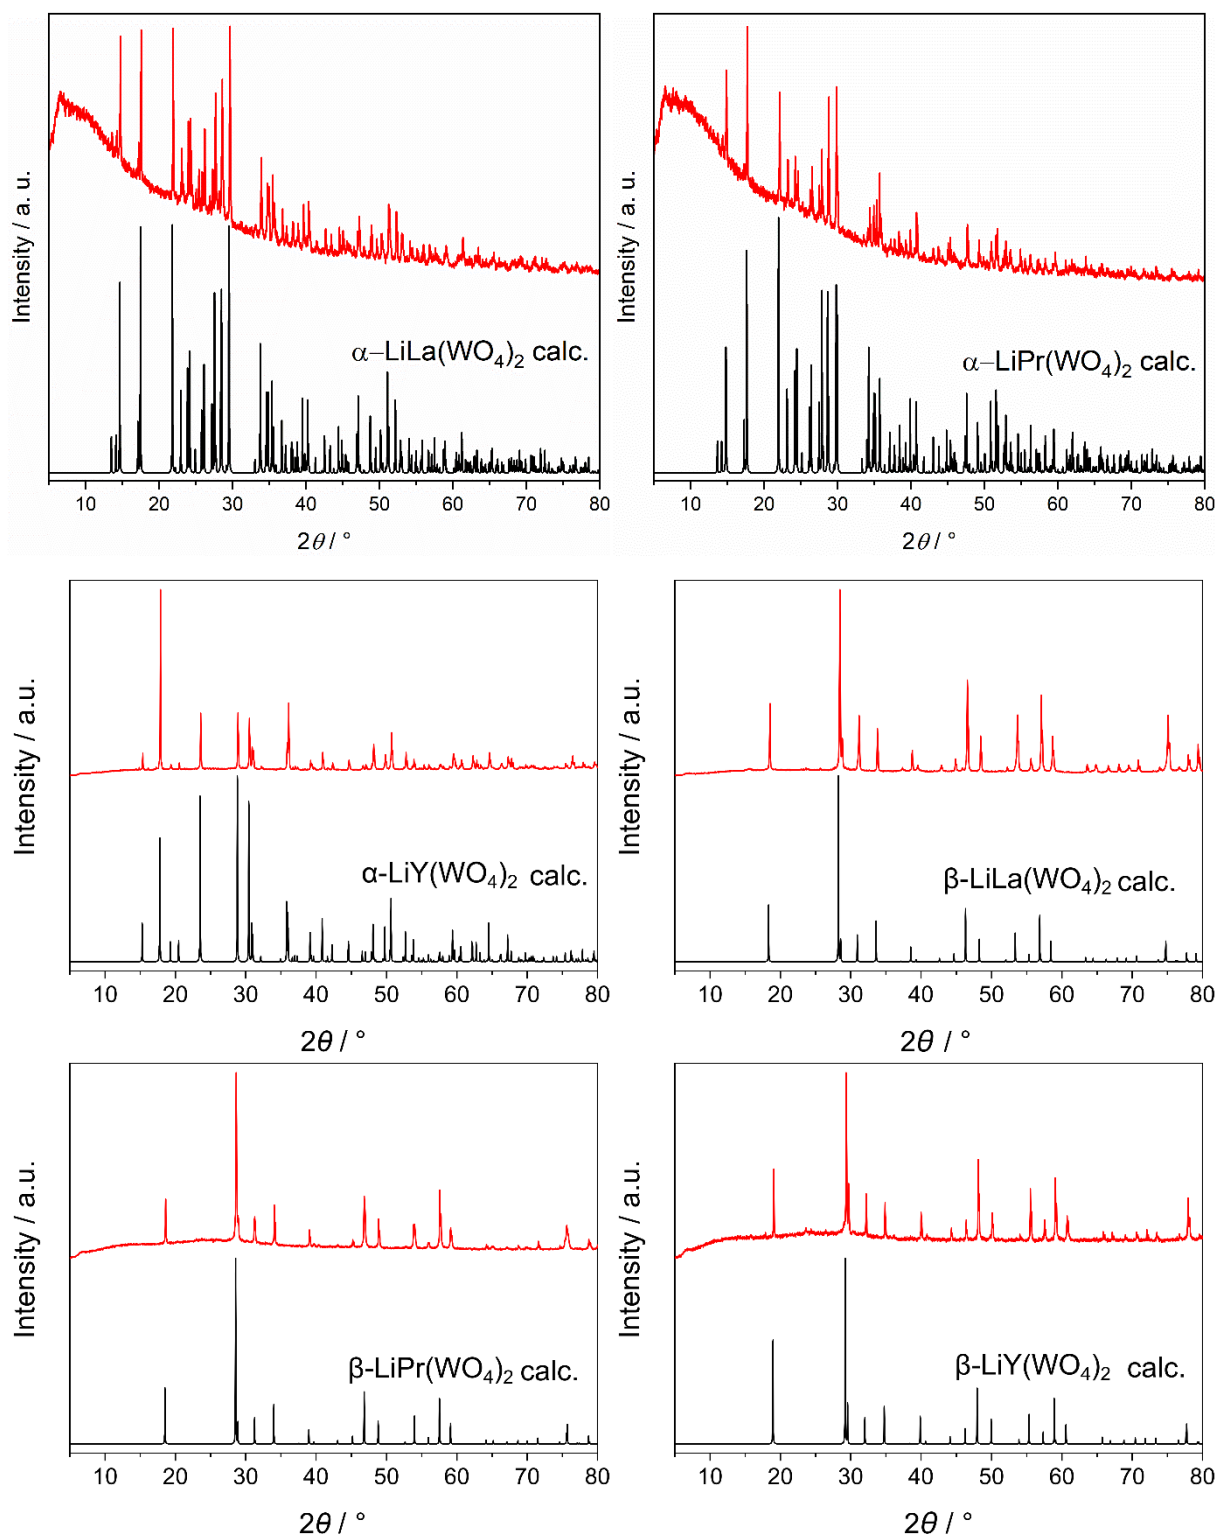 Intensity / a. u.
α–LiLa(WO₄)₂ calc.
10 20 30 40 50 60 70 80
2θ / °
Intensity / a. u.
α–LiPr(WO₄)₂ calc.
10 20 30 40 50 60 70 80
2θ / °
Intensity / a.u.
α-LiY(WO₄)₂ calc.
10 20 30 40 50 60 70 80
2θ / °
Intensity / a.u.
β-LiLa(WO₄)₂ calc.
10 20 30 40 50 60 70 80
2θ / °
Intensity / a.u.
β-LiPr(WO₄)₂ calc.
10 20 30 40 50 60 70 80
2θ / °
Intensity / a.u.
β-LiY(WO₄)₂ calc.
10 20 30 40 50 60 70 80
2θ / °